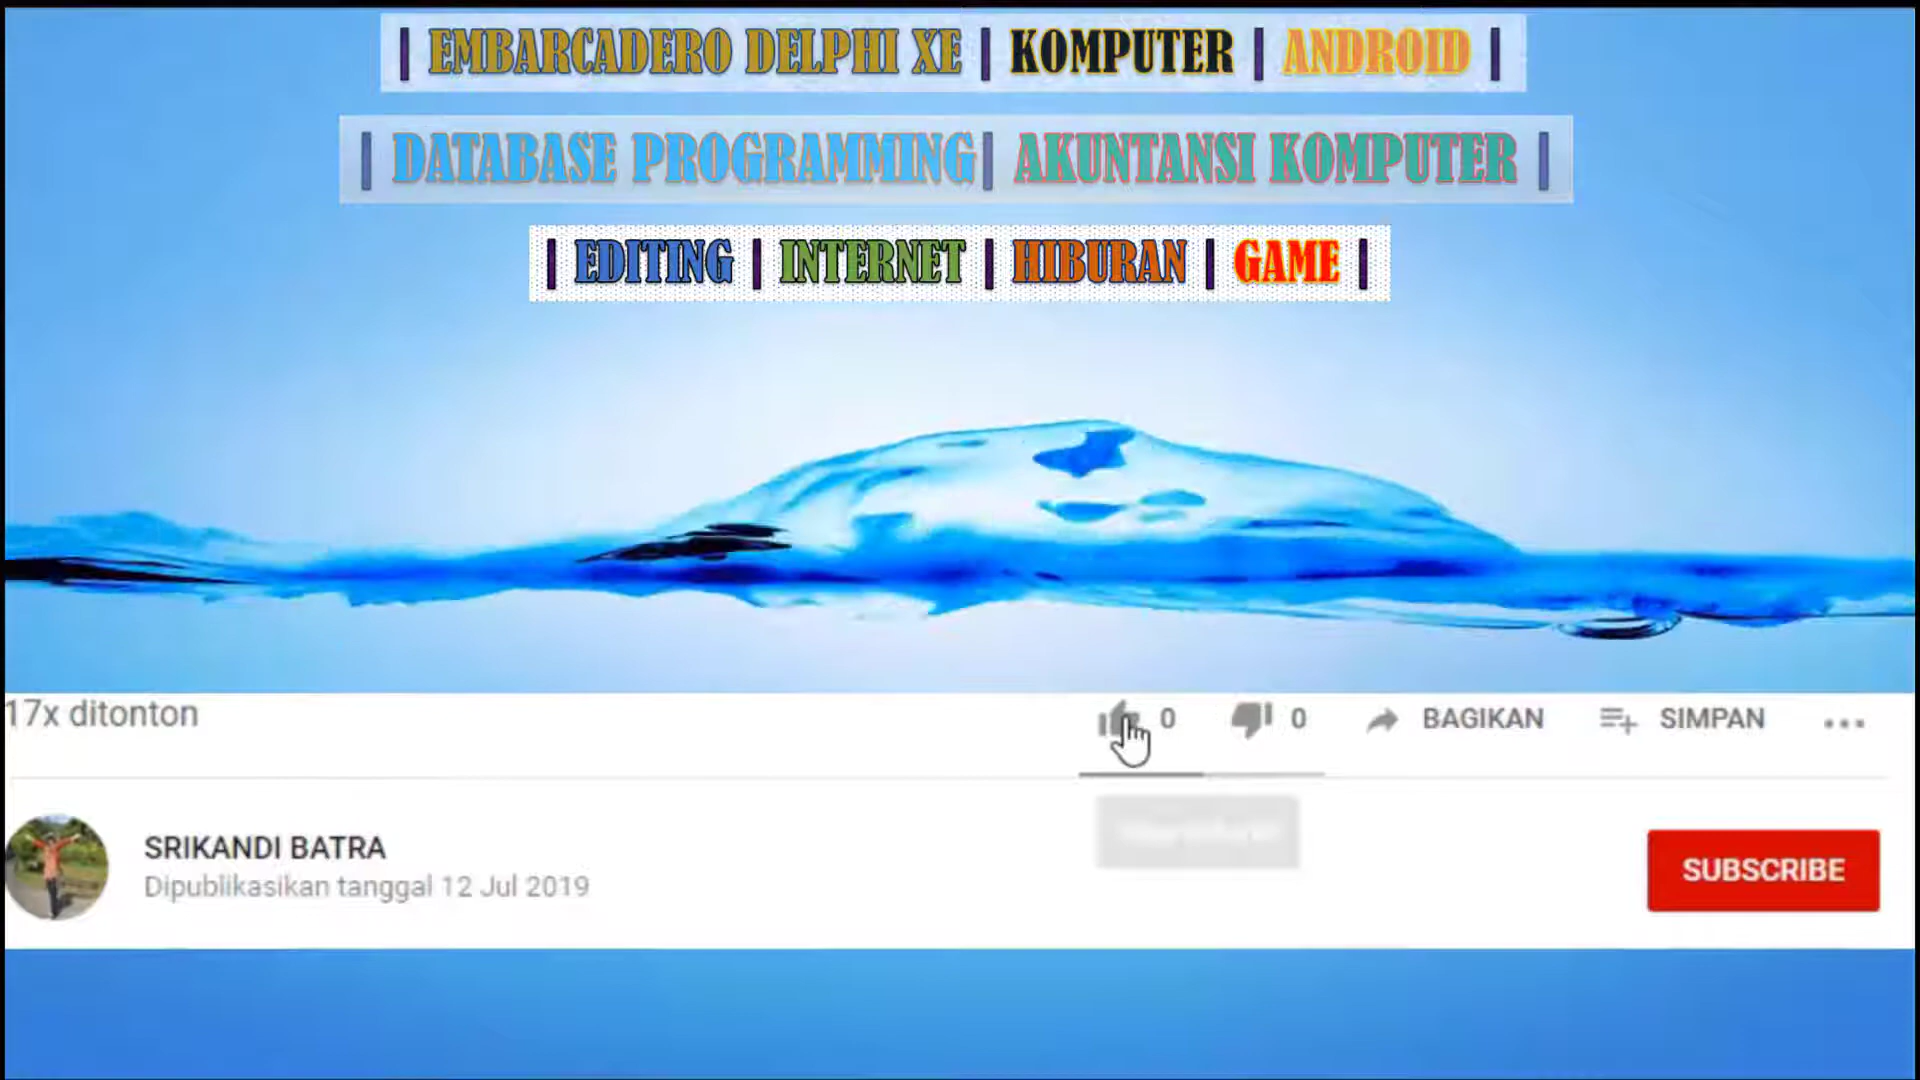 | EMBARCADERO DELPHI XE | KOMPUTER | ANDROID |
| DATABASE PROGRAMMING | AKUNTANSI KOMPUTER |
| EDITING | INTERNET | HIBURAN | GAME |
17x ditonton
0 0 BAGIKAN SIMPAN ...
SRIKANDI BATRA
Dipublikasikan tanggal 12 Jul 2019
SUBSCRIBE